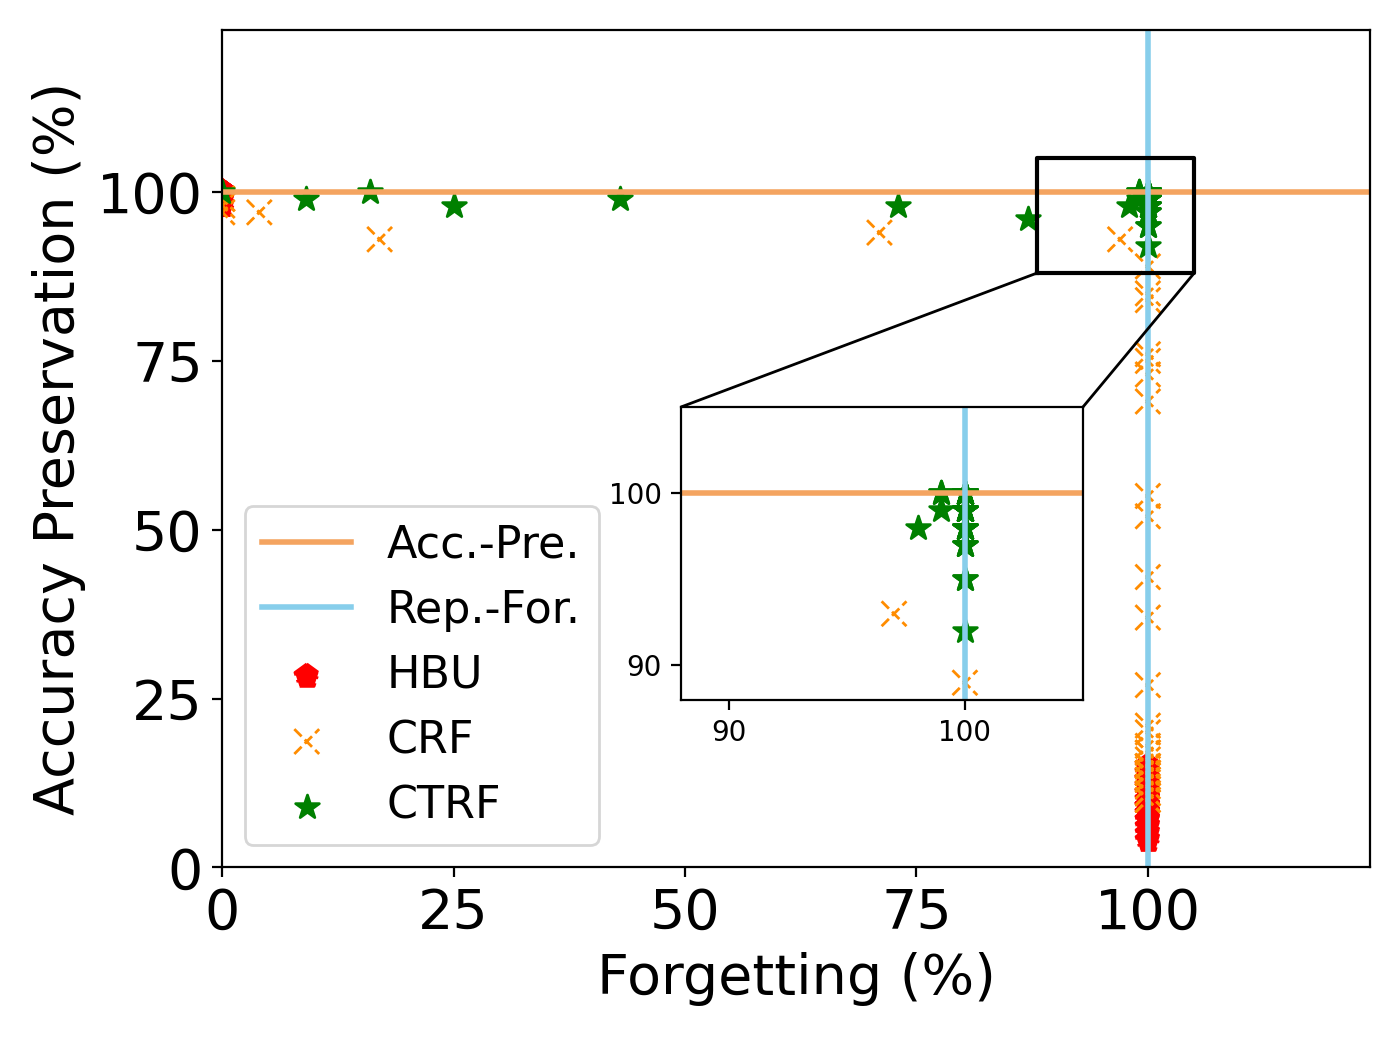 Accuracy Preservation (%)
100
75
50
25
0
100
90
90 100
Acc.-Pre.
Rep.-For.
HBU
CRF
CTRF
0 25 50 75 100
Forgetting (%)